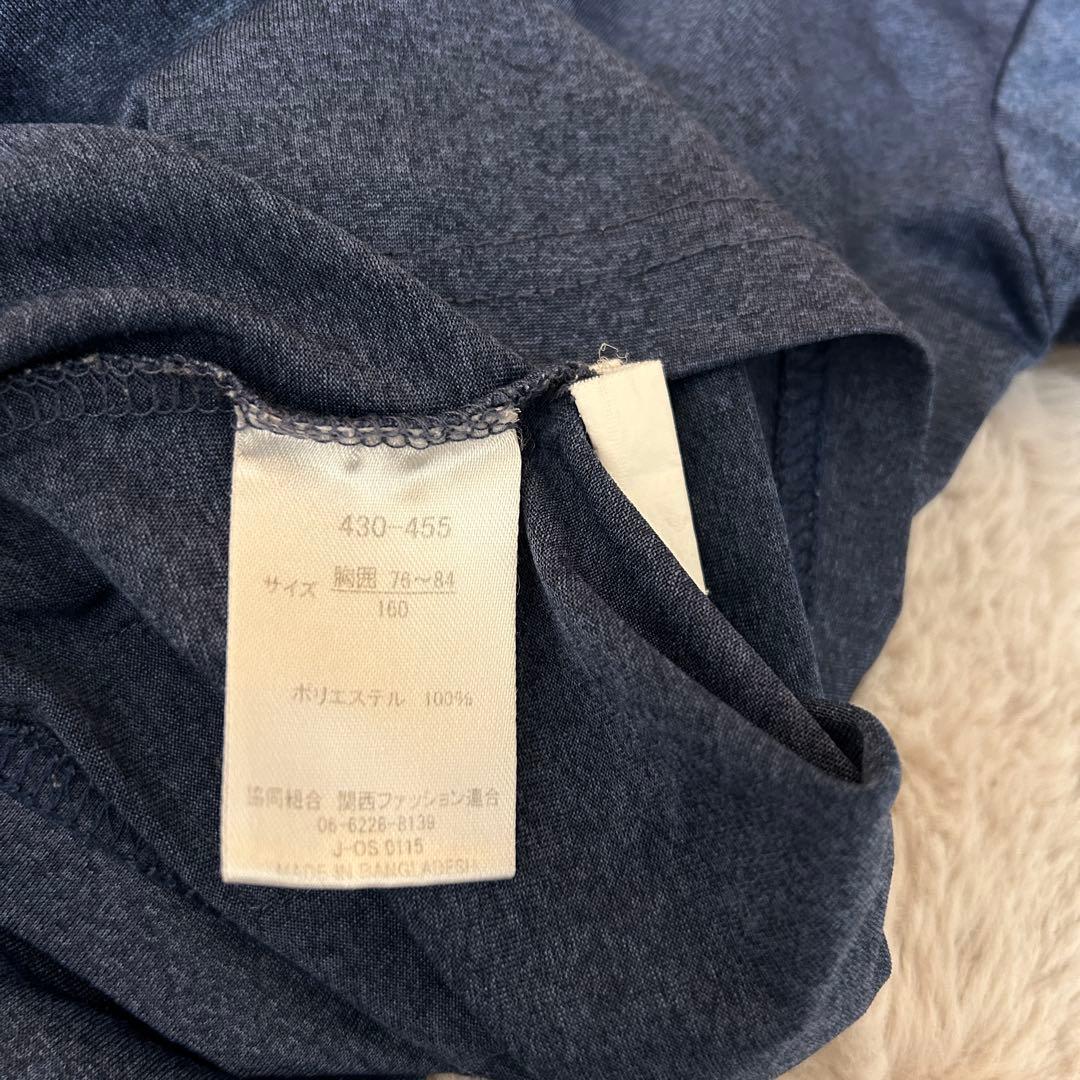 430-455
サイズ 胸囲 76～84
160
ポリエステル 100%
協同組合 関西ファッション連合
06-6228-8139
J-OS 0115
MADE IN BANGLADESH